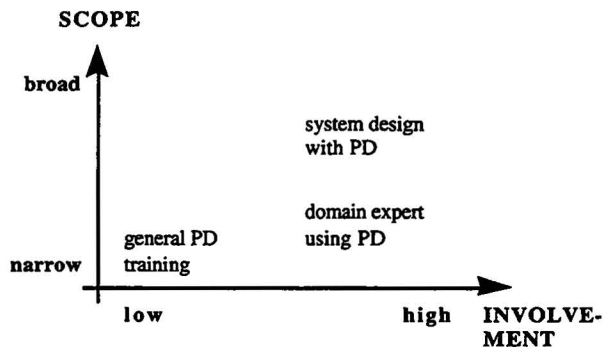 SCOPE
broad
system design
with PD
domain expert
using PD
general PD
training
narrow
low
high
INVOLVE-
MENT